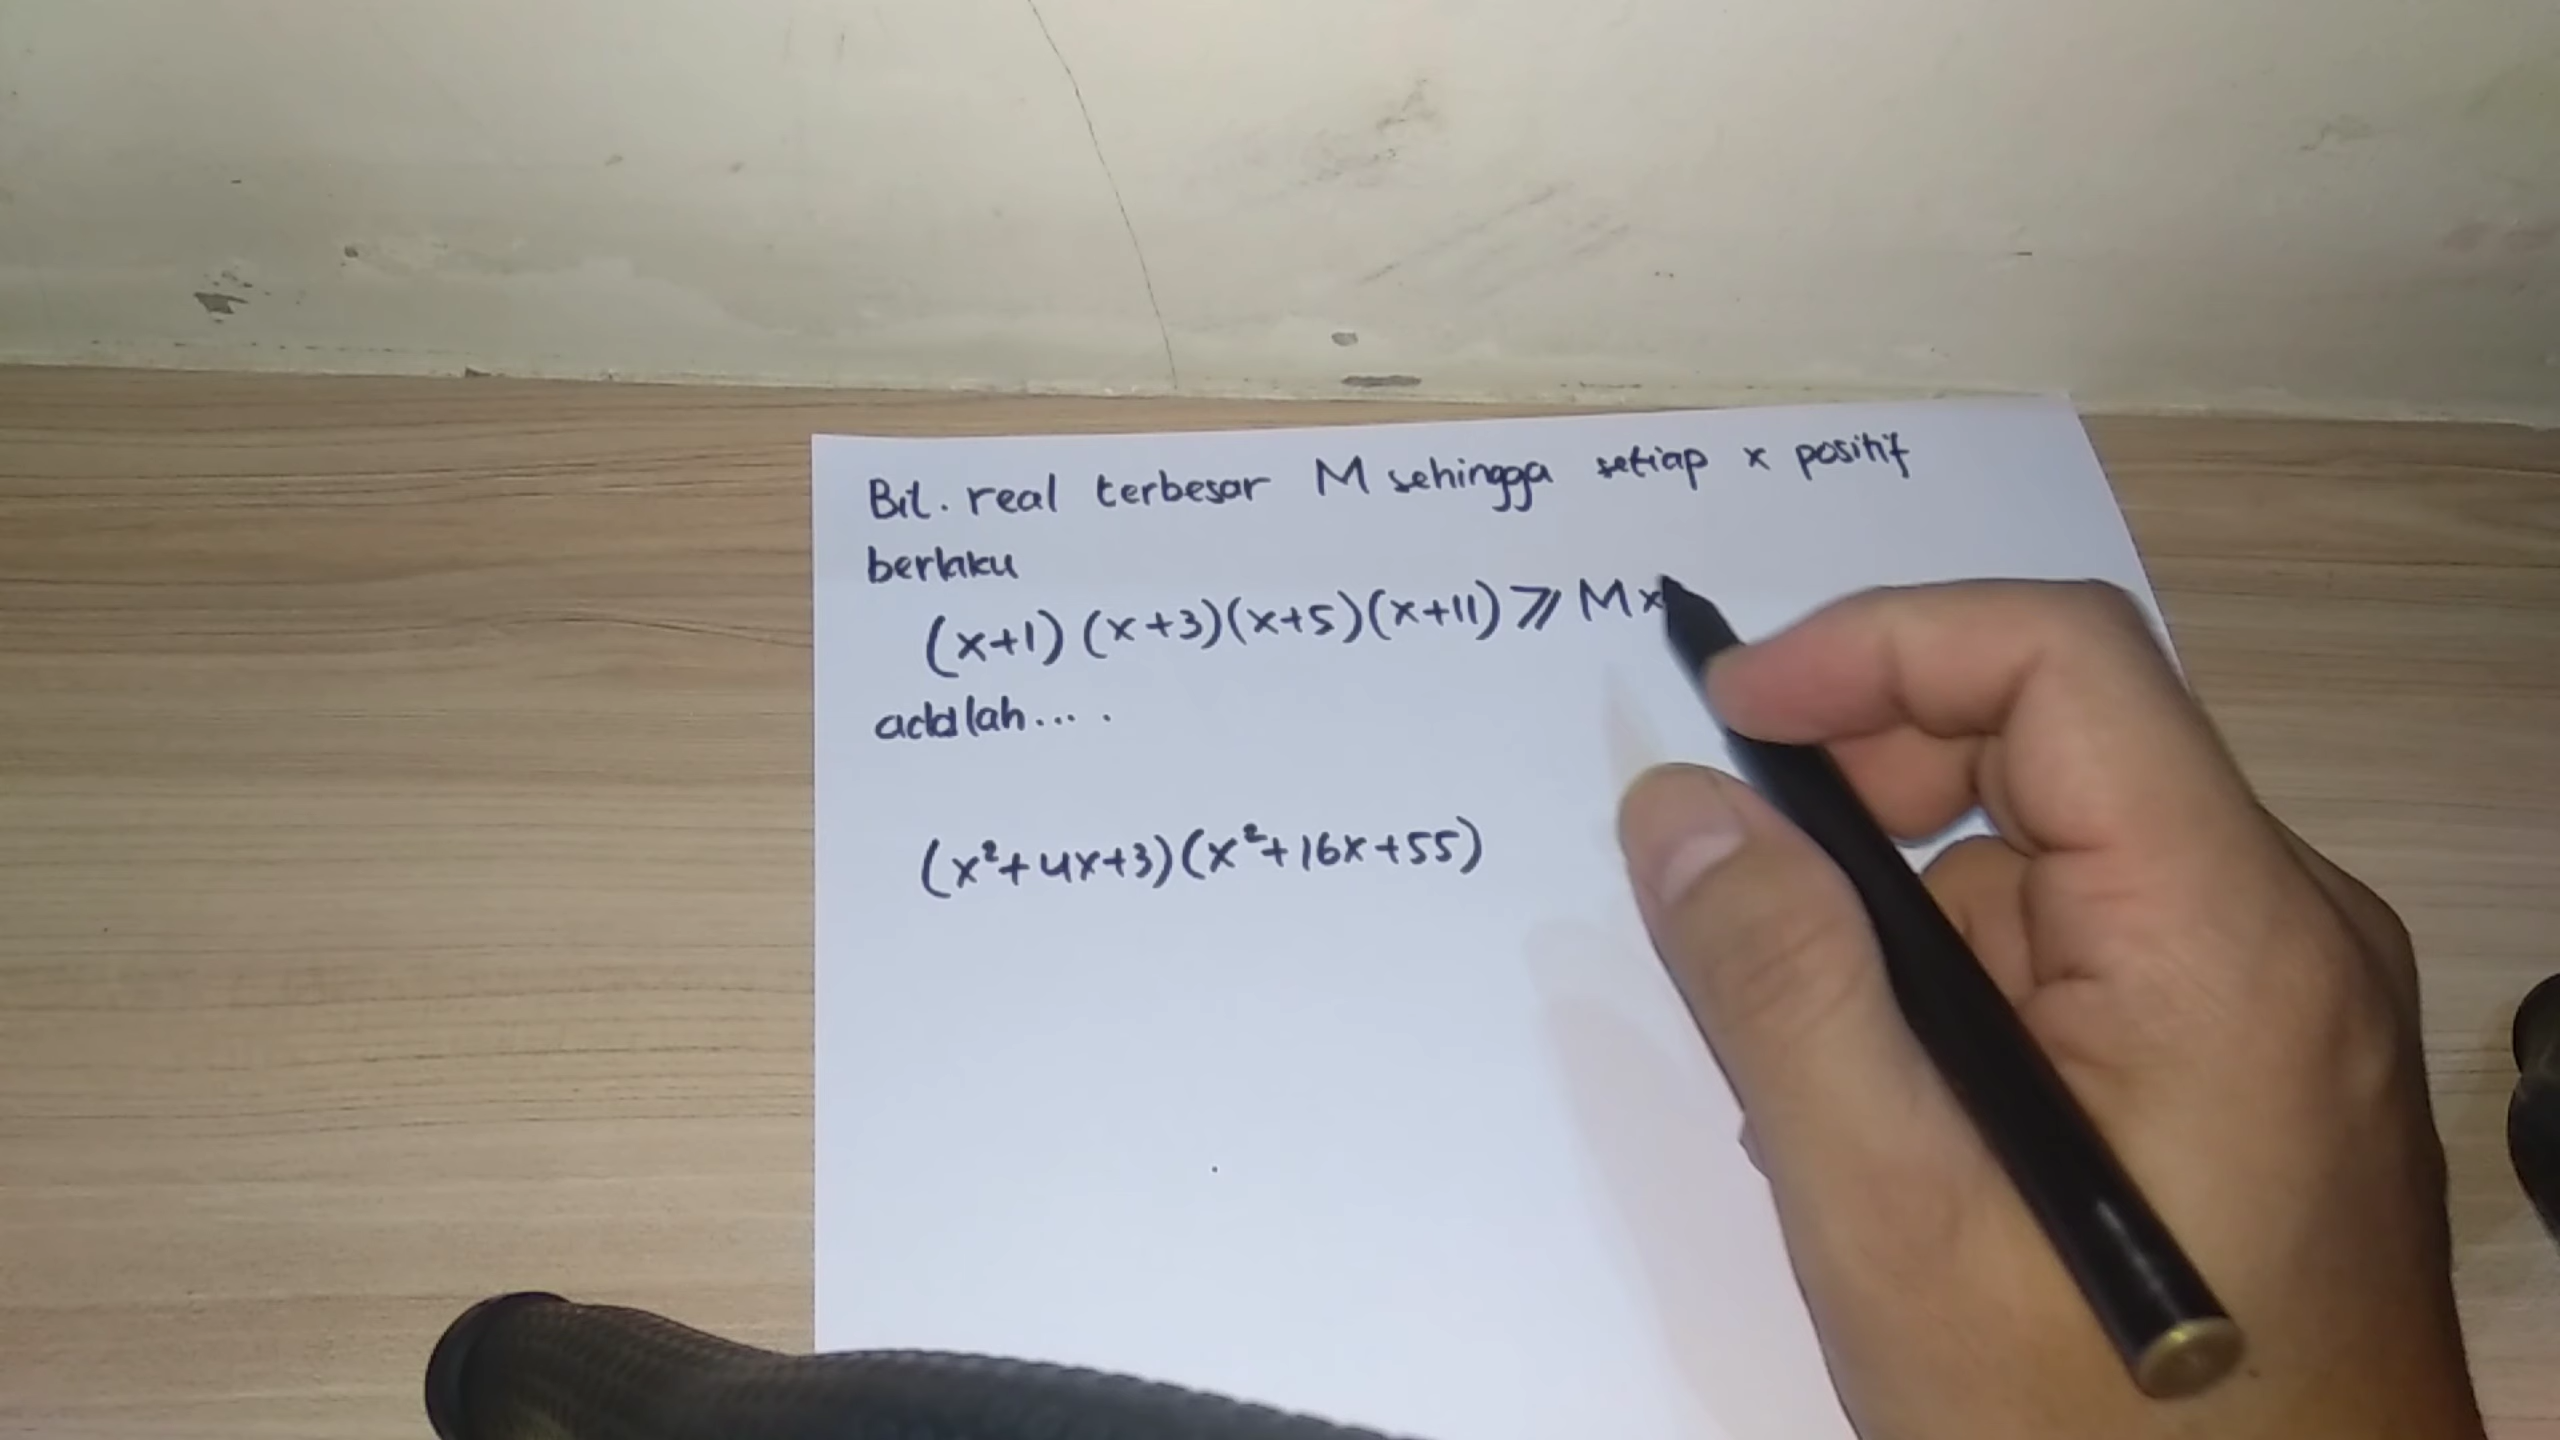 Bil. real terbesar M sehingga setiap x positif
berlaku
(x+1)(x+3)(x+5)(x+11) ⩾ Mx
adalah....
(x²+4x+3)(x²+16x+55)